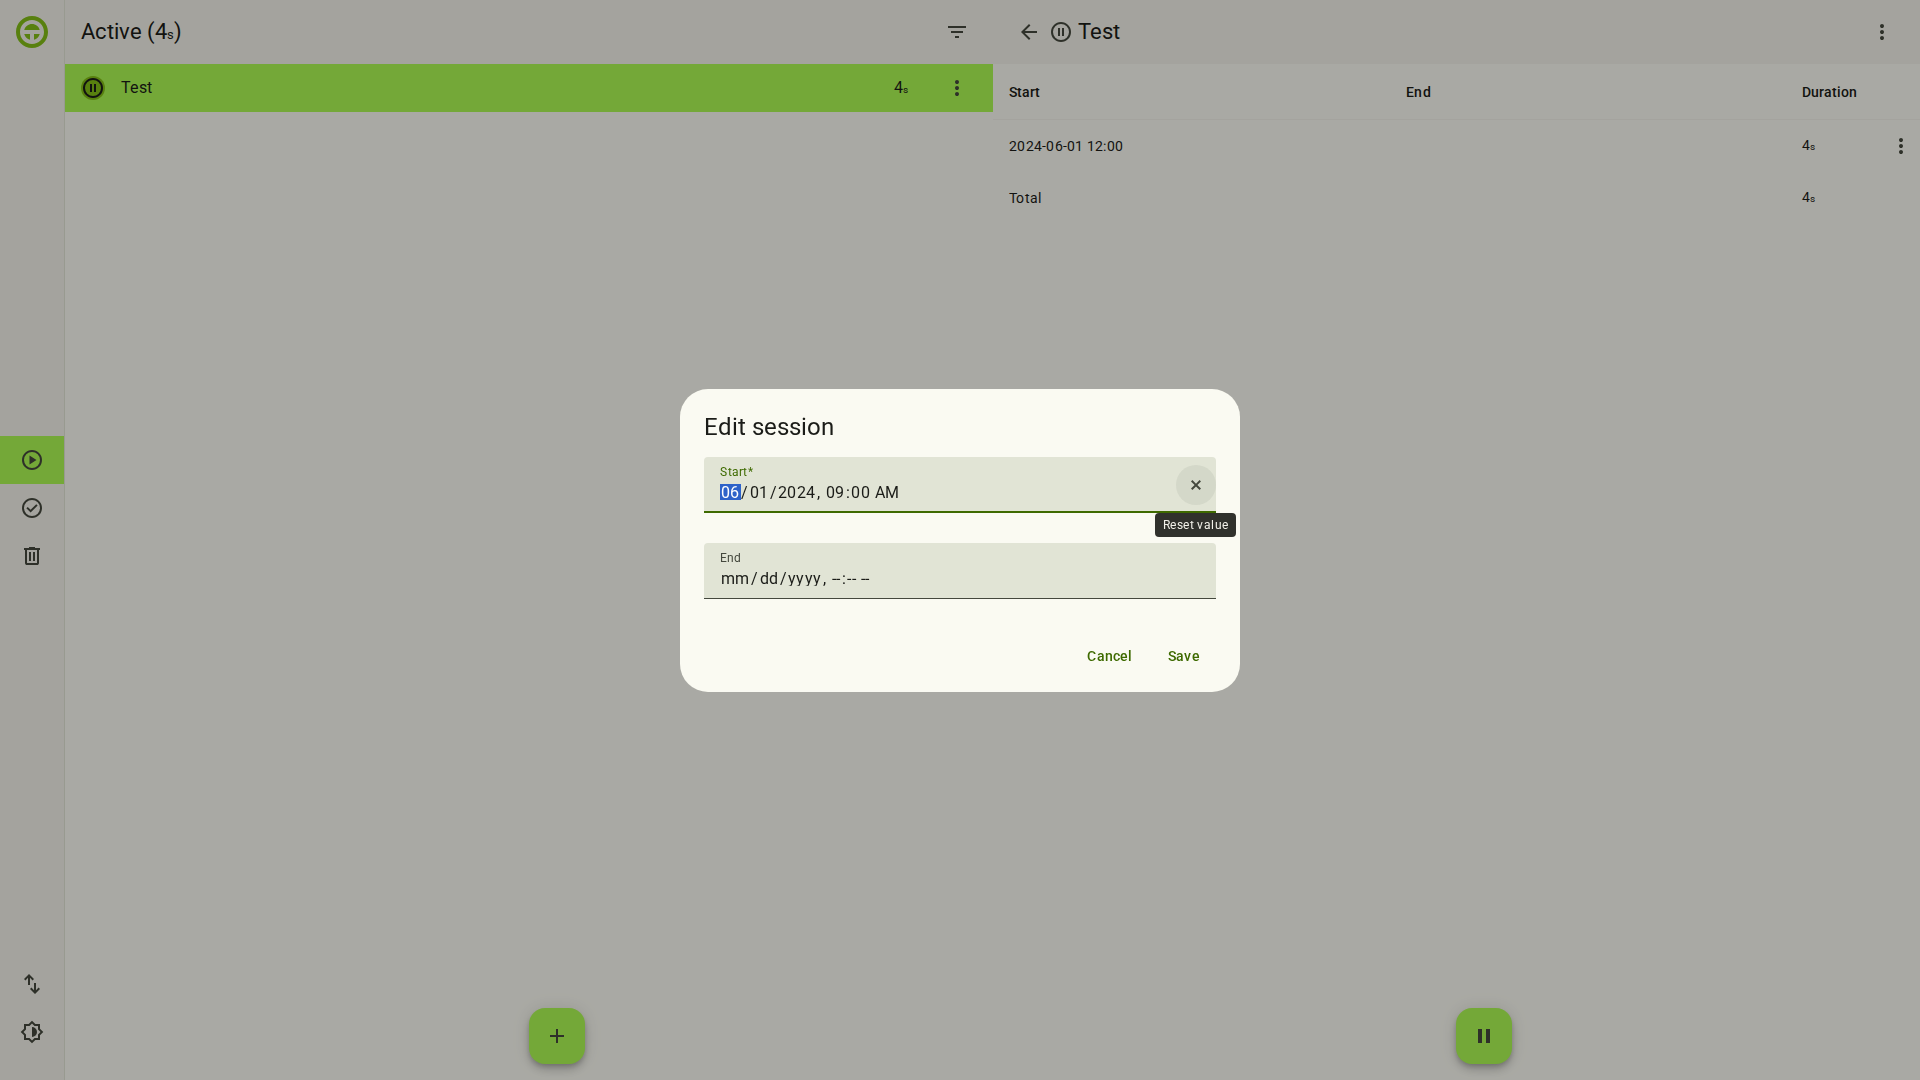 Active (4s)
Test
Test 4s
Start End Duration
2024-06-01 12:00 4s
Total 4s
Edit session
Start*
06/01/2024, 09:00 AM
Reset value
End
mm/dd/yyyy, --:-- --
Cancel Save